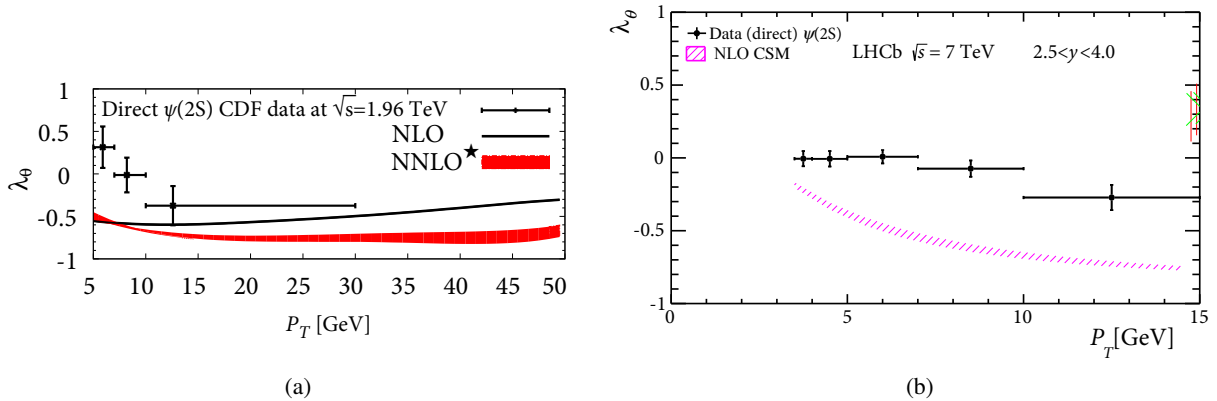 1
Direct ψ(2S) CDF data at √s=1.96 TeV
0.5
NLO
NNLO★
0
λθ
-0.5
-1
5 10 15 20 25 30 35 40 45 50
P_T [GeV]
(a)
λθ
1
Data (direct) ψ(2S)
NLO CSM
LHCb √s = 7 TeV 2.5<y<4.0
0.5
0
-0.5
-1
0 5 10 15
P_T[GeV]
(b)